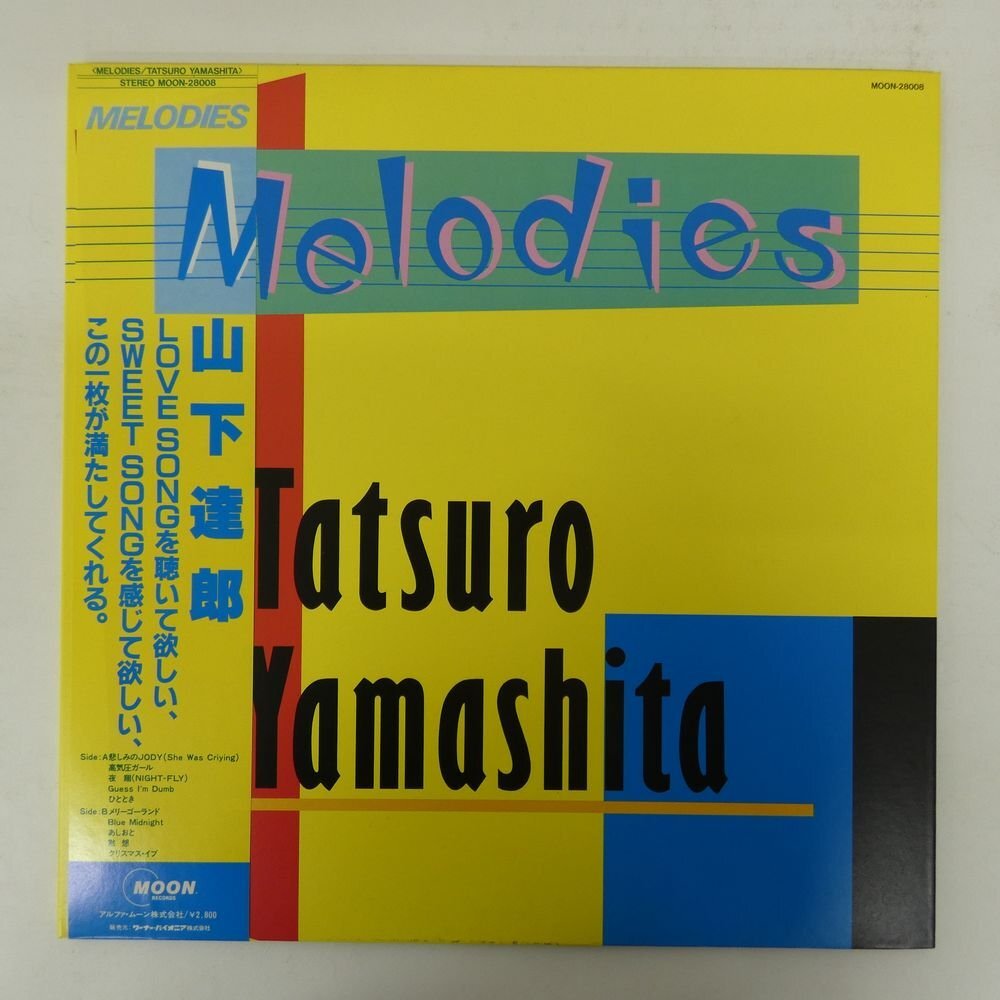 〈MELODIES/TATSURO YAMASHITA〉
STEREO MOON-28008
MELODIES
MOON-28008
Melodies
山下達郎
LOVE SONGを聴いて欲しい、
SWEET SONGを感じて欲しい、
この一枚が満たしてくれる。
Tatsuro
Yamashita
Side:A悲しみのJODY(She Was Criying)
高気圧ガール
夜翔(NIGHT-FLY)
Guess I'm Dumb
ひととき
Side:Bメリー・ゴーランド
Blue Midnight
あしおと
黙想
クリスマス・イブ
MOON
RECORDS
アルファ・ムーン株式会社/¥2,800
販売元:ワーナー・パイオニア株式会社